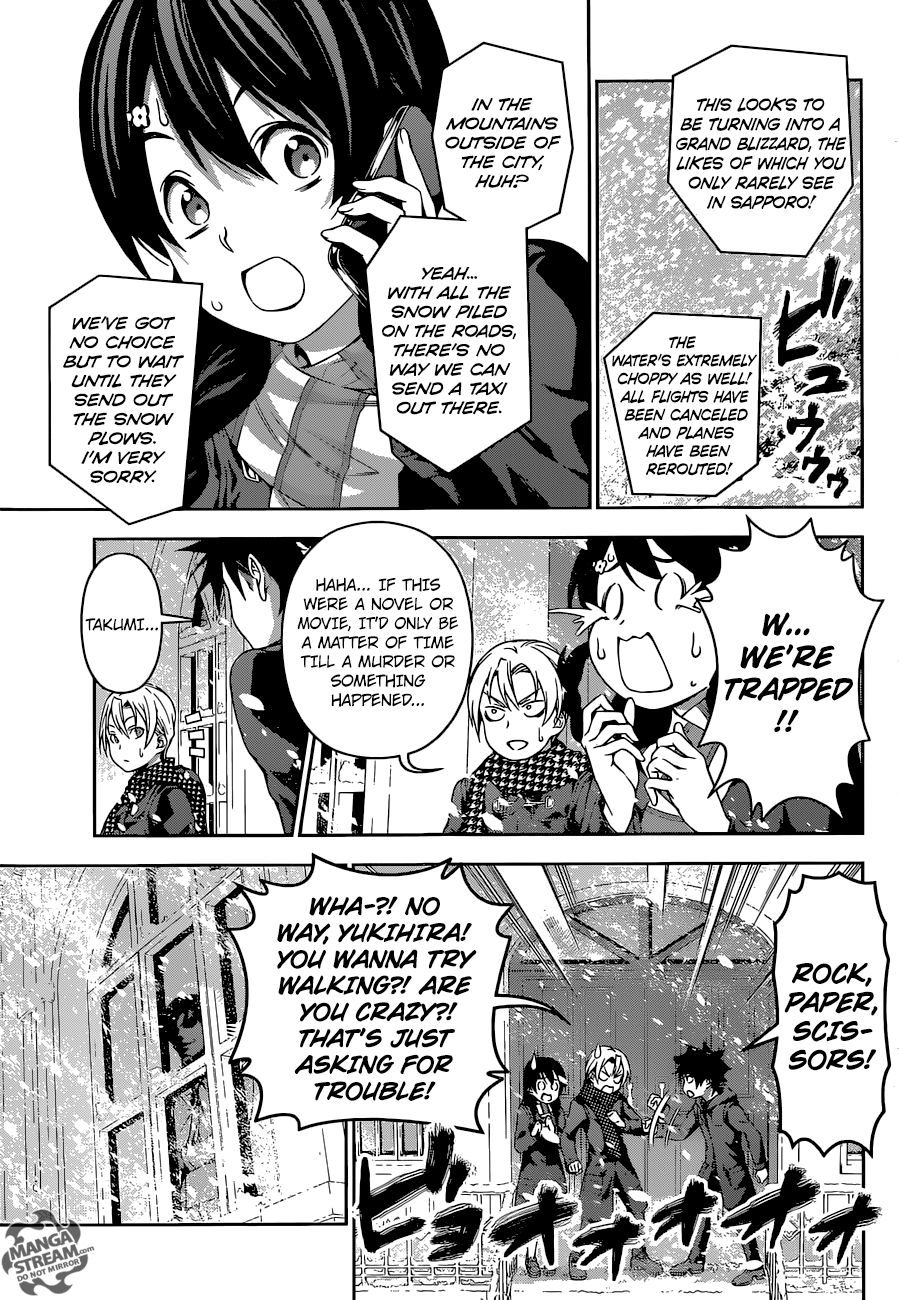 THIS LOOKS TO
BE TURNING INTO A
GRAND BLIZZARD, THE
LIKES OF WHICH YOU
ONLY RARELY SEE
IN SAPPORO!
THE
WATER'S EXTREMELY
CHOPPY AS WELL!
ALL FLIGHTS HAVE
BEEN CANCELED
AND PLANES
HAVE BEEN
REROUTED!
ビュゥゥゥ
IN THE
MOUNTAINS
OUTSIDE OF
THE CITY,
HUH?
YEAH...
WITH ALL THE
SNOW PILED
ON THE ROADS,
THERE'S NO
WAY WE CAN
SEND A TAXI
OUT THERE.
WE'VE GOT
NO CHOICE
BUT TO WAIT
UNTIL THEY
SEND OUT
THE SNOW
PLOWS.
I'M VERY
SORRY.
W...
WE'RE
TRAPPED
!!
HAHA... IF THIS
WERE A NOVEL OR
MOVIE, IT'D ONLY BE
A MATTER OF TIME
TILL A MURDER OR
SOMETHING
HAPPENED...
TAKUMI...
ROCK,
PAPER,
SCIS-
SORS!
WHA-?! NO
WAY, YUKIHIRA!
YOU WANNA TRY
WALKING?! ARE
YOU CRAZY?!
THAT'S JUST
ASKING FOR
TROUBLE!
ビョオオオオ
MANGA
STREAM.com
DO NOT MIRROR